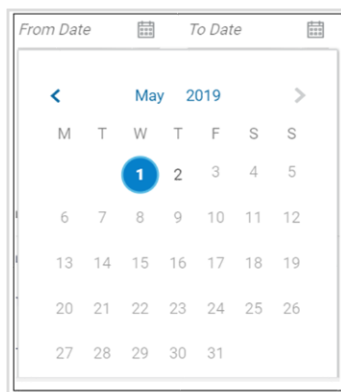 From Date To Date
May 2019
M T W T F S S
1 2 3 4 5
6 7 8 9 10 11 12
13 14 15 16 17 18 19
20 21 22 23 24 25 26
27 28 29 30 31